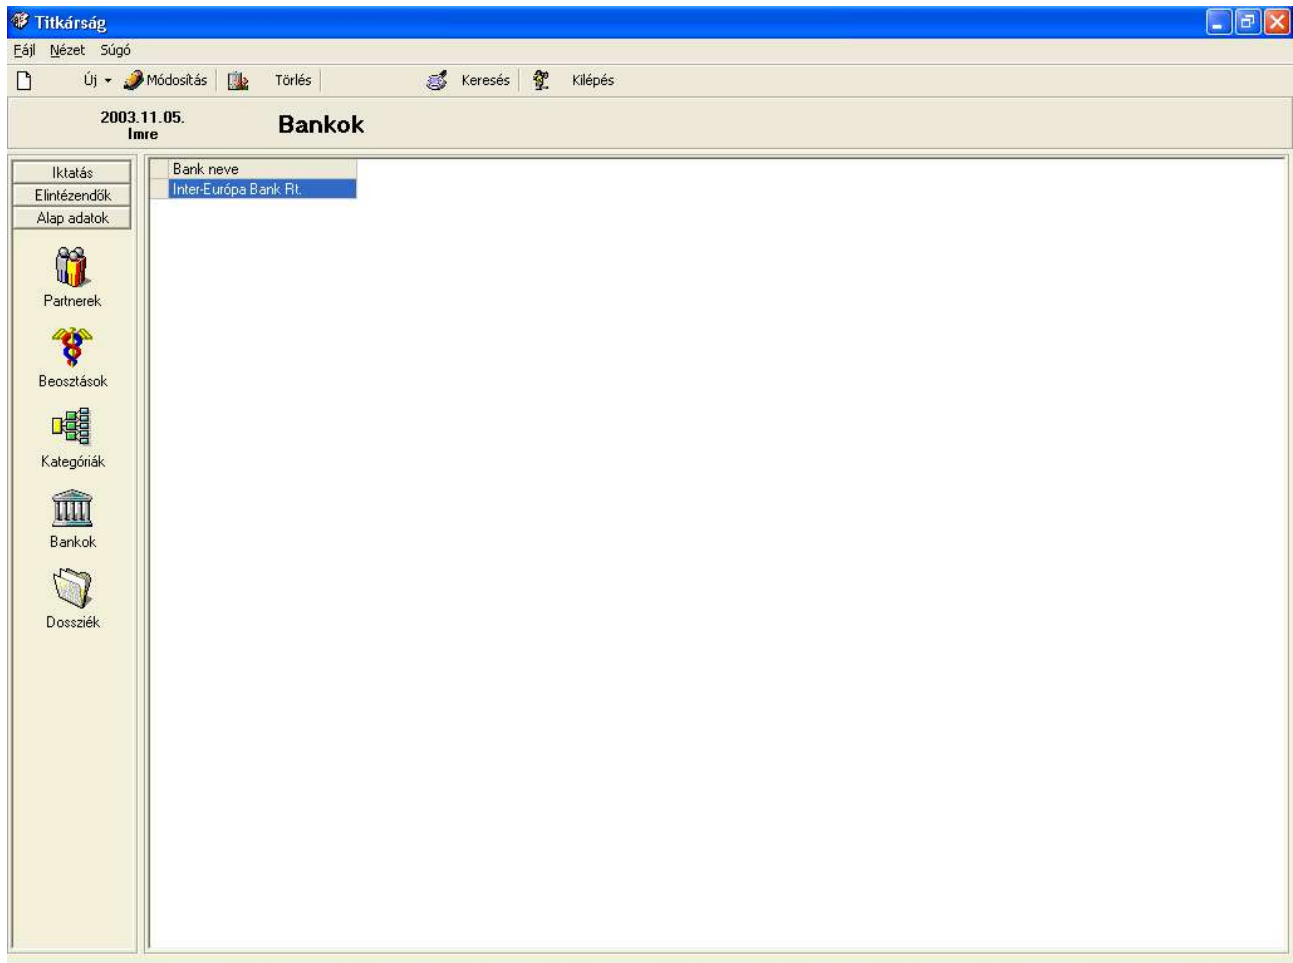 Titkárság
Fájl Nézet Súgó
Új Módosítás Törlés Keresés Kilépés
2003.11.05.
Imre
Bankok
Iktatás
Elintézendők
Alap adatok
Partnerek
Beosztások
Kategóriák
Bankok
Dossziék
Bank neve
Inter-Európa Bank Rt.